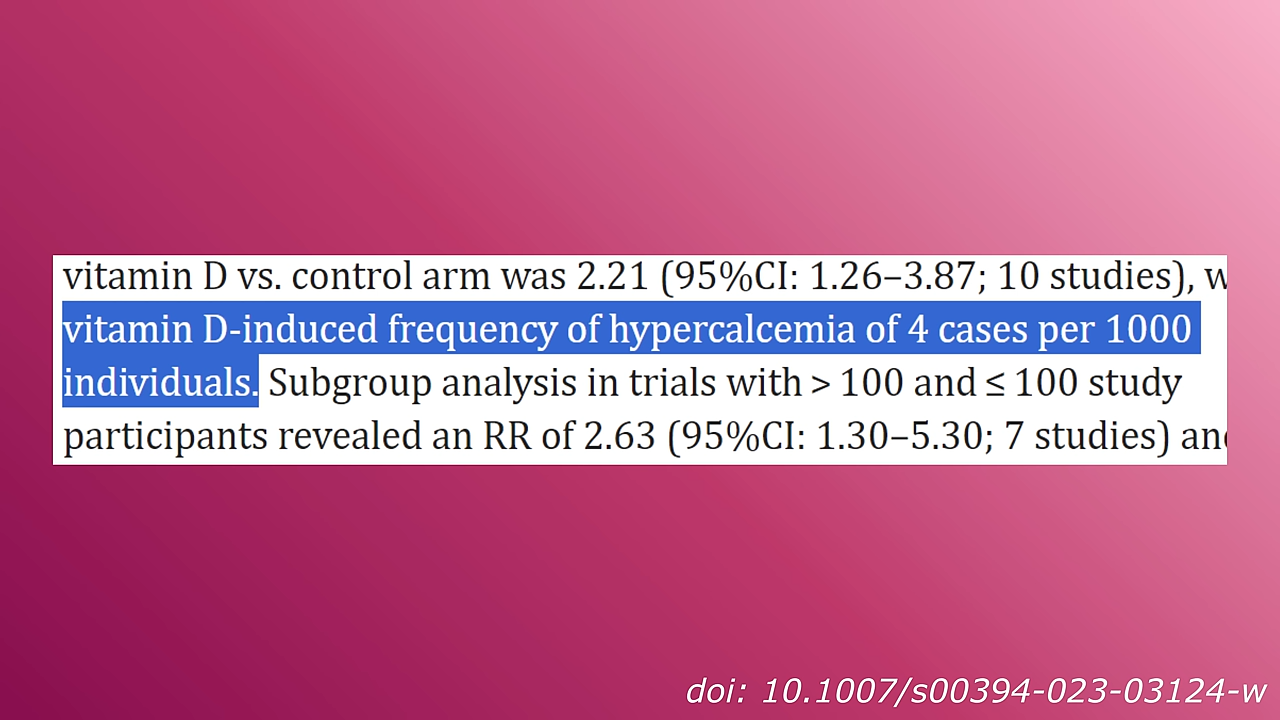 vitamin D vs. control arm was 2.21 (95%CI: 1.26–3.87; 10 studies),
vitamin D-induced frequency of hypercalcemia of 4 cases per 1000
individuals. Subgroup analysis in trials with > 100 and ≤ 100 study
participants revealed an RR of 2.63 (95%CI: 1.30–5.30; 7 studies)
doi: 10.1007/s00394-023-03124-w